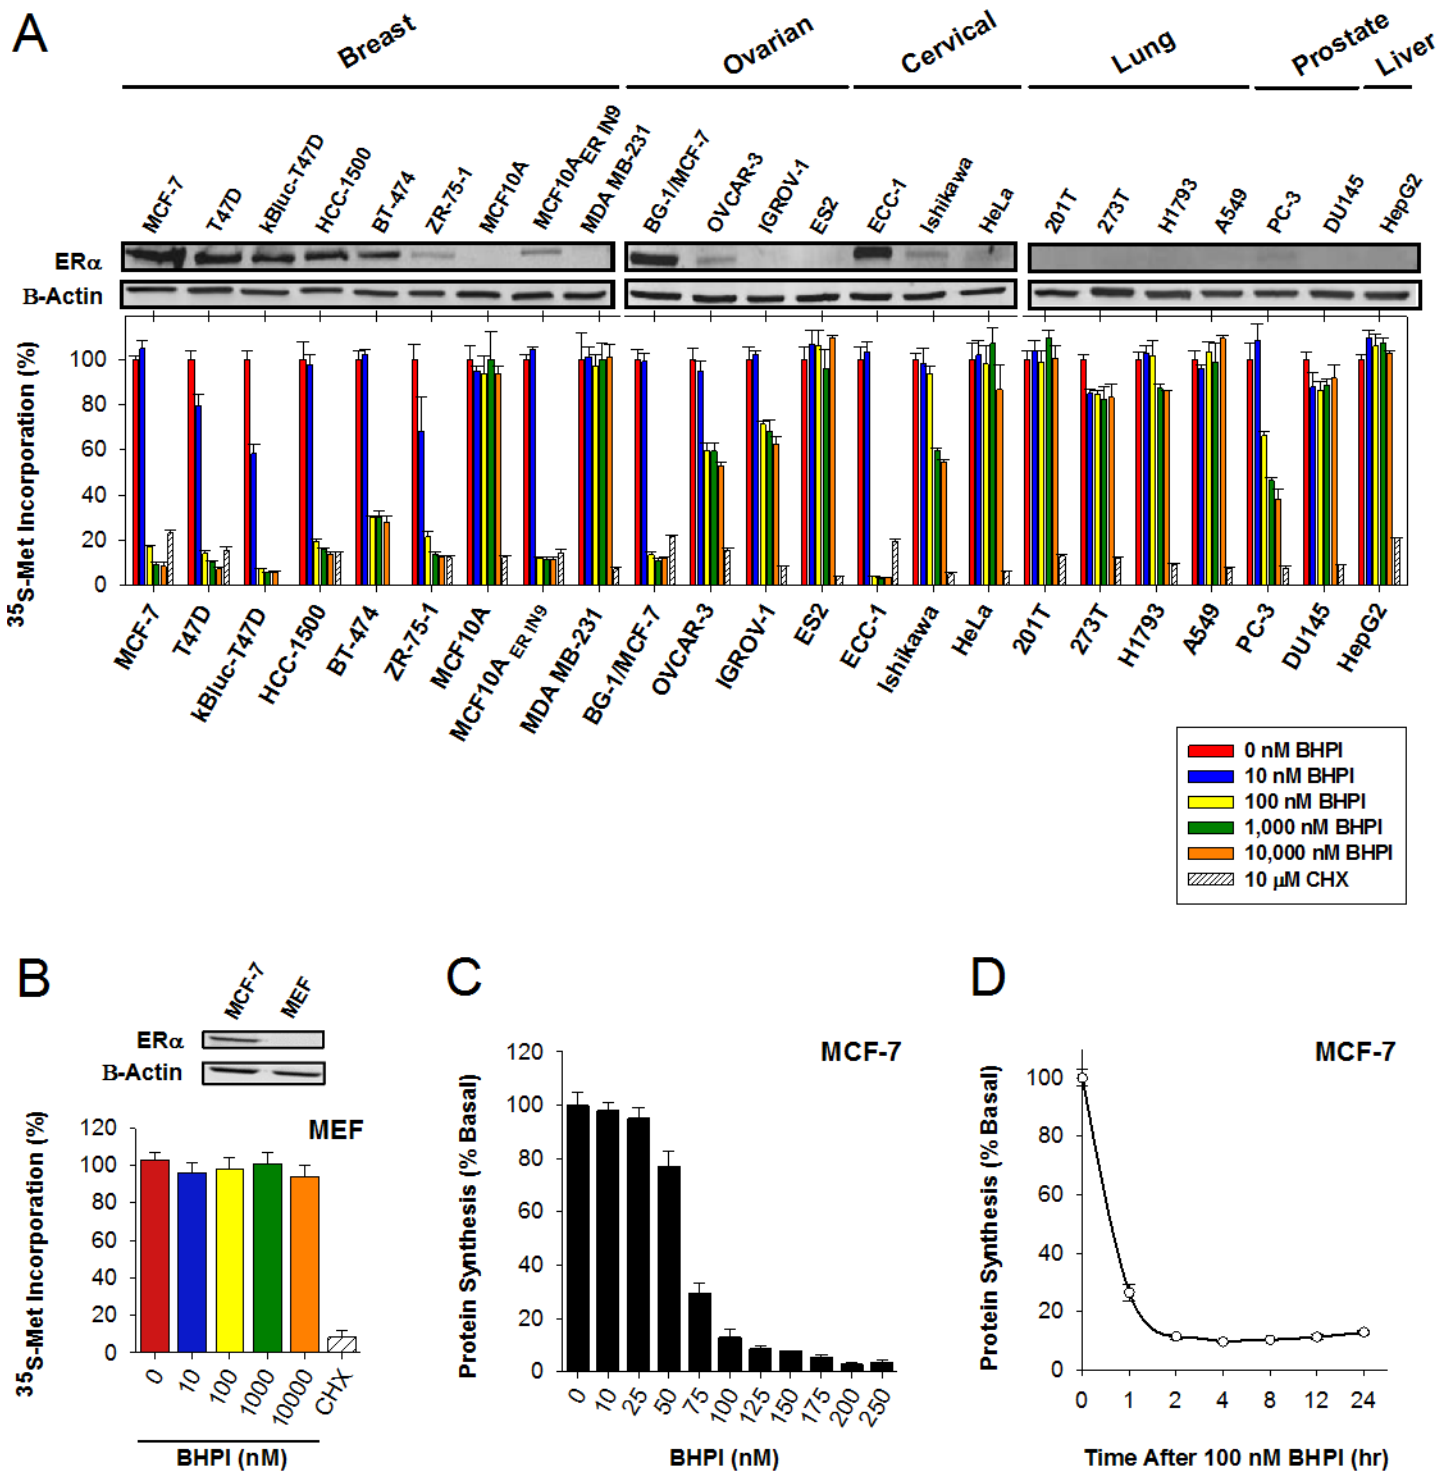 A
Breast
Ovarian
Cervical
Lung
Prostate
Liver
MCF-7
T47D
kBluc-T47D
HCC-1500
BT-474
ZR-75-1
MCF10A
MCF10A ER IN9
MDA MB-231
BG-1/MCF-7
OVCAR-3
IGROV-1
ES2
ECC-1
Ishikawa
HeLa
201T
273T
H1793
A549
PC-3
DU145
HepG2
ERα
B-Actin
35S-Met Incorporation (%)
100
80
60
40
20
0
MCF-7
T47D
kBluc-T47D
HCC-1500
BT-474
ZR-75-1
MCF10A
MCF10A ER IN9
MDA MB-231
BG-1/MCF-7
OVCAR-3
IGROV-1
ES2
ECC-1
Ishikawa
HeLa
201T
273T
H1793
A549
PC-3
DU145
HepG2
0 nM BHPI
10 nM BHPI
100 nM BHPI
1,000 nM BHPI
10,000 nM BHPI
10 µM CHX
B
MCF-7
MEF
ERα
B-Actin
MEF
35S-Met Incorporation (%)
120
100
80
60
40
20
0
0
10
100
1000
10000
CHX
BHPI (nM)
C
MCF-7
Protein Synthesis (% Basal)
120
100
80
60
40
20
0
0
10
25
50
75
100
125
150
175
200
250
BHPI (nM)
D
MCF-7
Protein Synthesis (% Basal)
100
80
60
40
20
0
0
1
2
4
8
12
24
Time After 100 nM BHPI (hr)